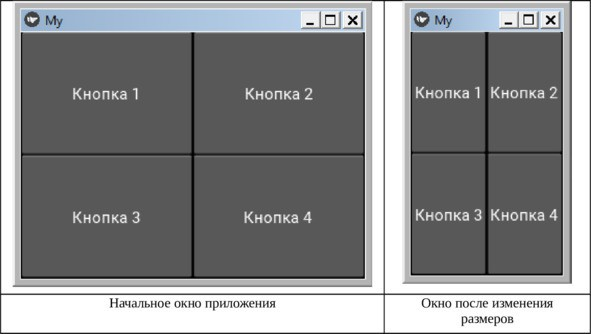 My
Кнопка 1
Кнопка 2
Кнопка 3
Кнопка 4
My
Кнопка 1
Кнопка 2
Кнопка 3
Кнопка 4
Начальное окно приложения
Окно после изменения
размеров